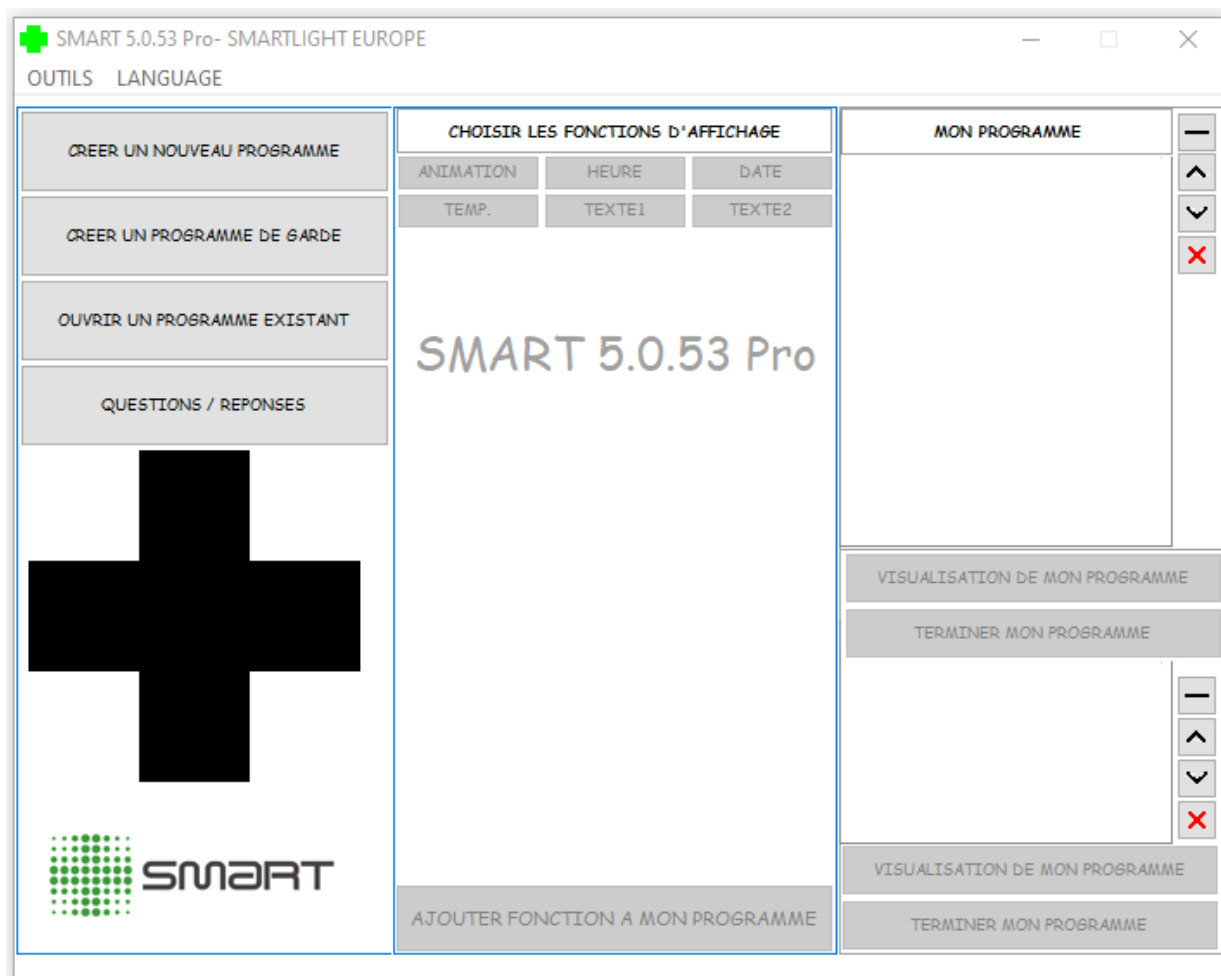 SMART 5.0.53 Pro- SMARTLIGHT EUROPE
OUTILS LANGUAGE
CREER UN NOUVEAU PROGRAMME
CREER UN PROGRAMME DE GARDE
OUVRIR UN PROGRAMME EXISTANT
QUESTIONS / REPONSES
SMART
CHOISIR LES FONCTIONS D'AFFICHAGE
ANIMATION HEURE DATE
TEMP. TEXTE1 TEXTE2
SMART 5.0.53 Pro
AJOUTER FONCTION A MON PROGRAMME
MON PROGRAMME
VISUALISATION DE MON PROGRAMME
TERMINER MON PROGRAMME
VISUALISATION DE MON PROGRAMME
TERMINER MON PROGRAMME